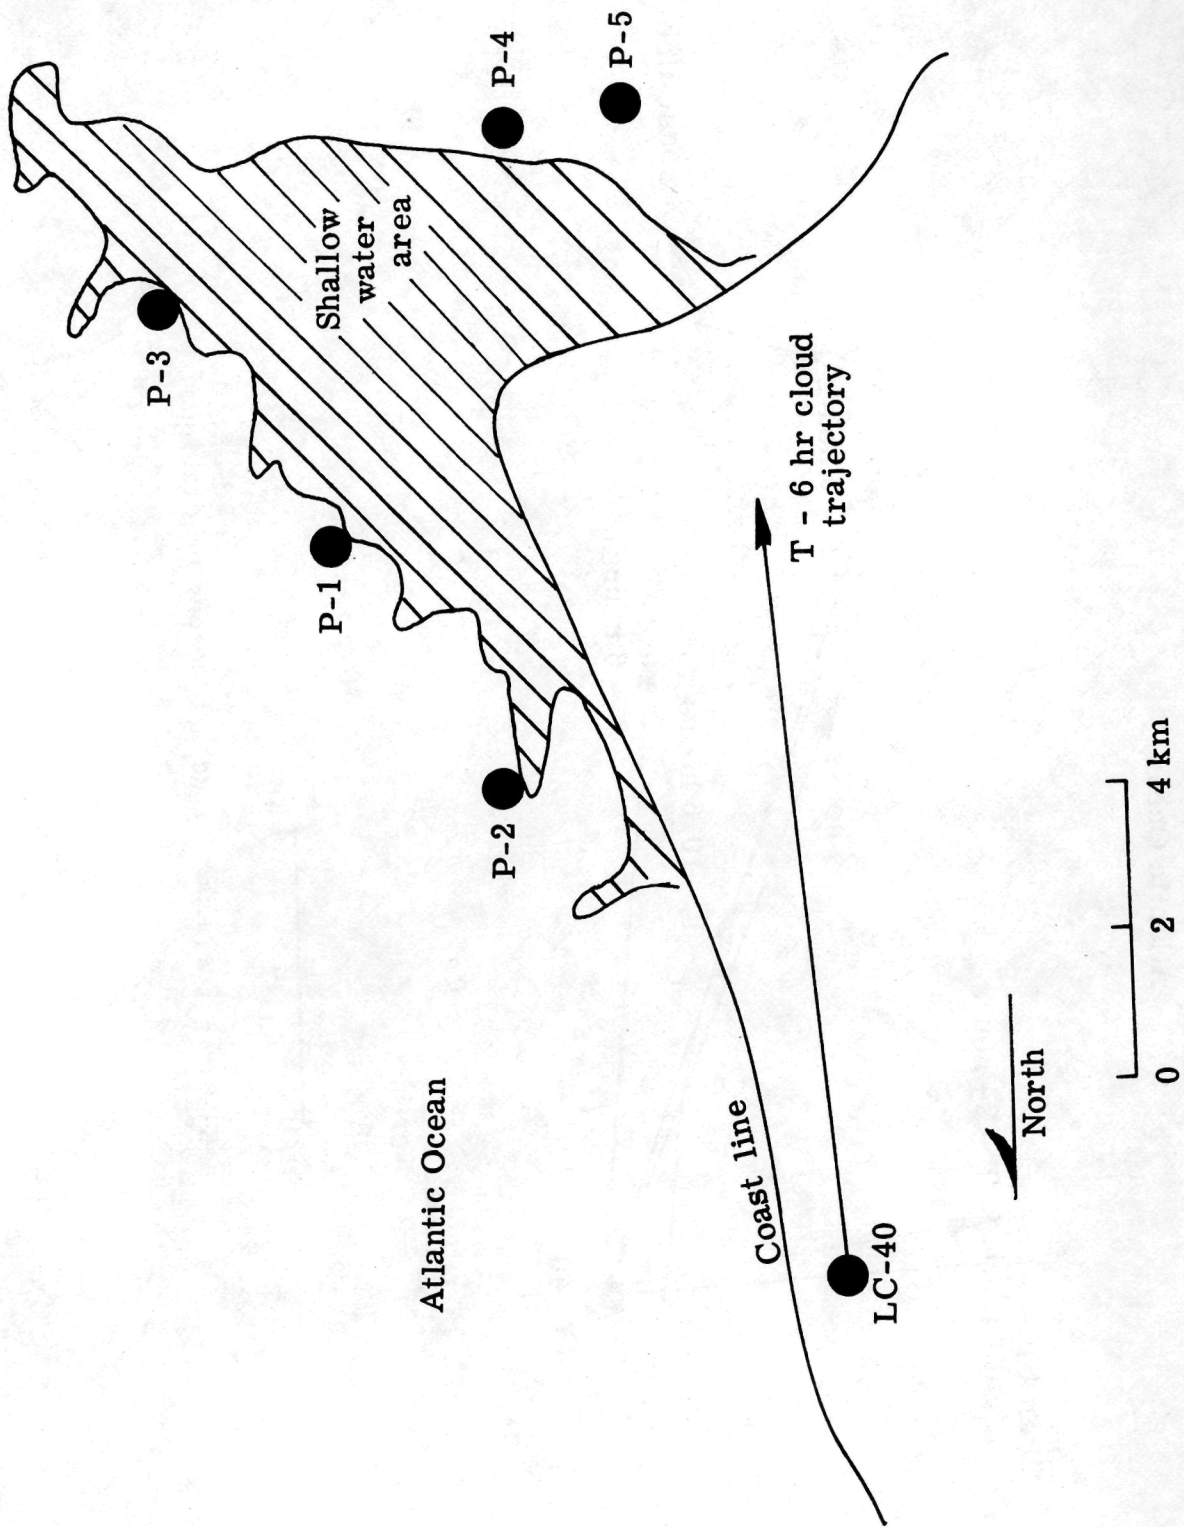 Atlantic Ocean
P-2
P-1
P-3
Shallow
water
area
P-4
P-5
Coast line
LC-40
T - 6 hr cloud
trajectory
North
0
2
4 km